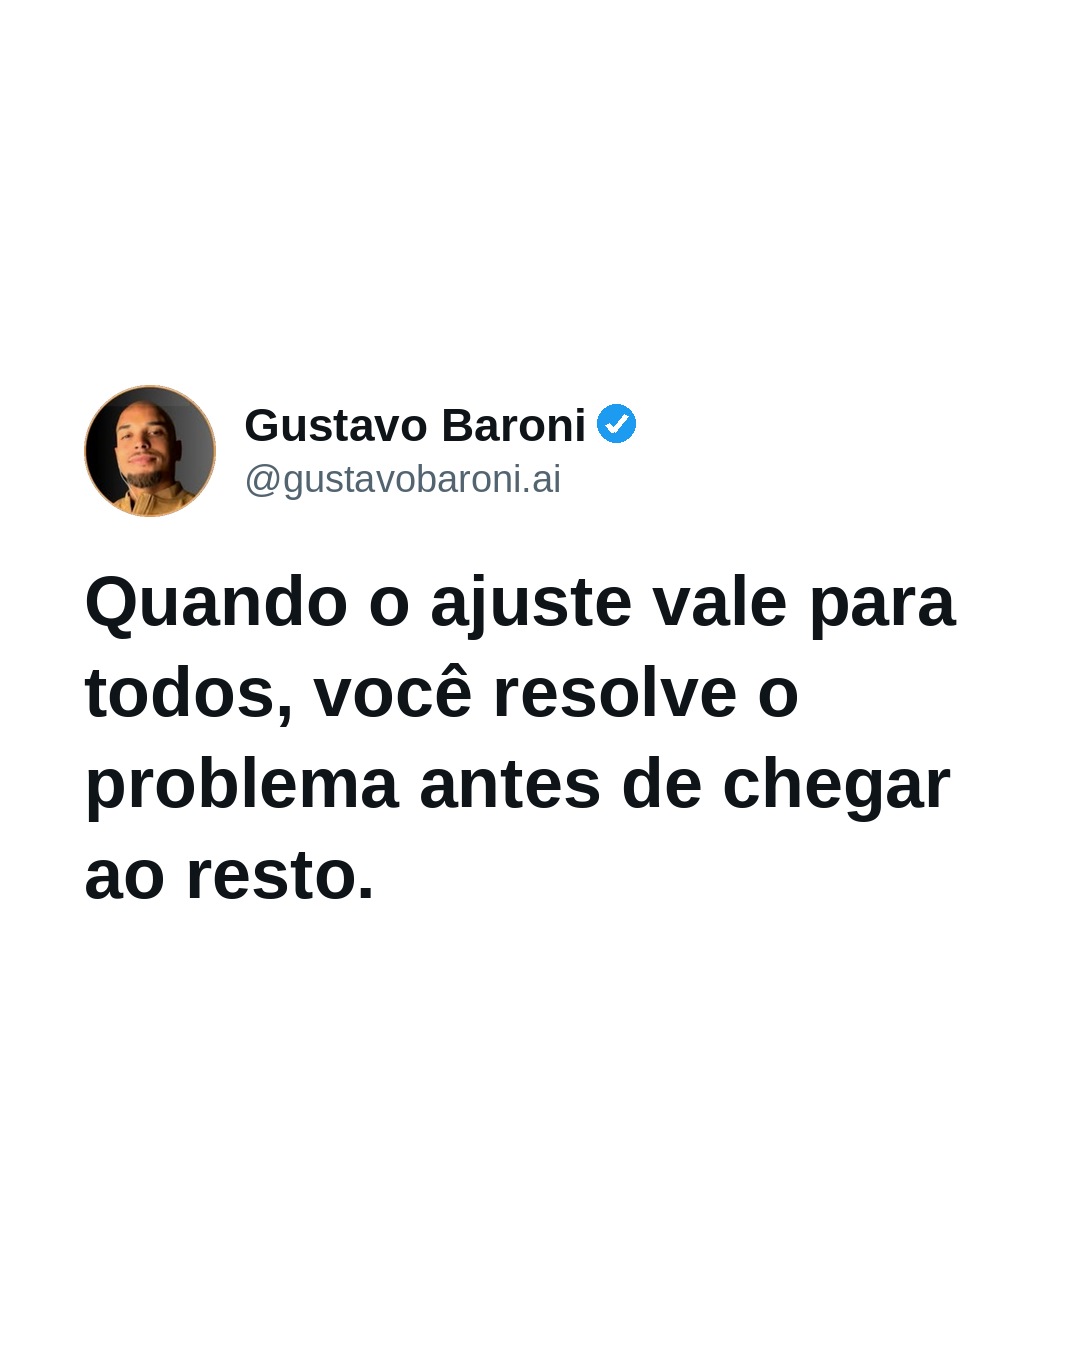 Gustavo Baroni
@gustavobaroni.ai
Quando o ajuste vale para
todos, você resolve o
problema antes de chegar
ao resto.